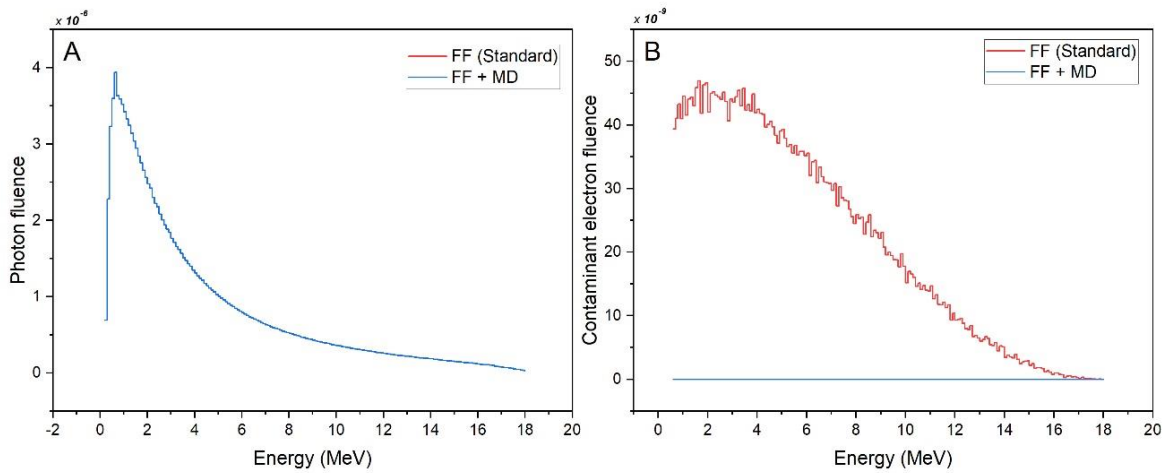 x 10⁻⁶
A
FF (Standard)
FF + MD
4
3
2
1
0
Photon fluence
0 2 4 6 8 10 12 14 16 18 20
Energy (MeV)
x 10⁻⁹
B
FF (Standard)
FF + MD
50
40
30
20
10
0
Contaminant electron fluence
0 2 4 6 8 10 12 14 16 18 20
Energy (MeV)